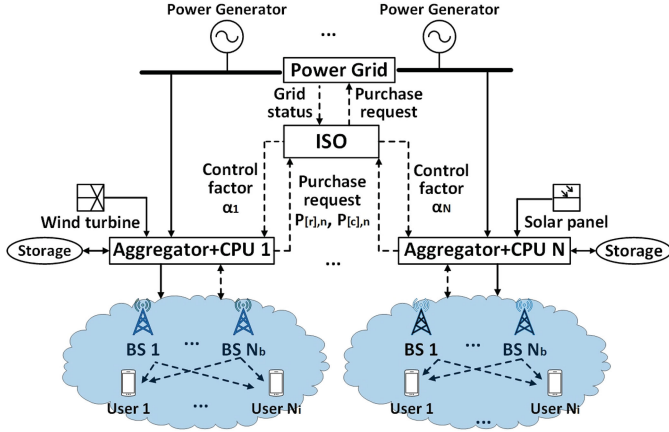 Power Generator
Power Generator
...
Power Grid
Grid
status
Purchase
request
ISO
Control
factor
α1
Purchase
request
P[r],n, P[c],n
Control
factor
αN
Wind turbine
Solar panel
Storage
Aggregator+CPU 1
...
Aggregator+CPU N
Storage
BS 1
...
BS Nb
User 1
...
User Ni
BS 1
...
BS Nb
User 1
...
User Ni